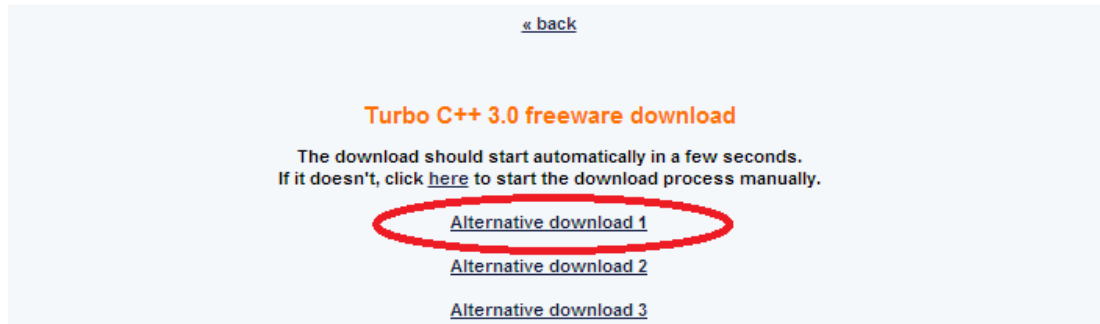 « back
Turbo C++ 3.0 freeware download
The download should start automatically in a few seconds.
If it doesn't, click here to start the download process manually.
Alternative download 1
Alternative download 2
Alternative download 3